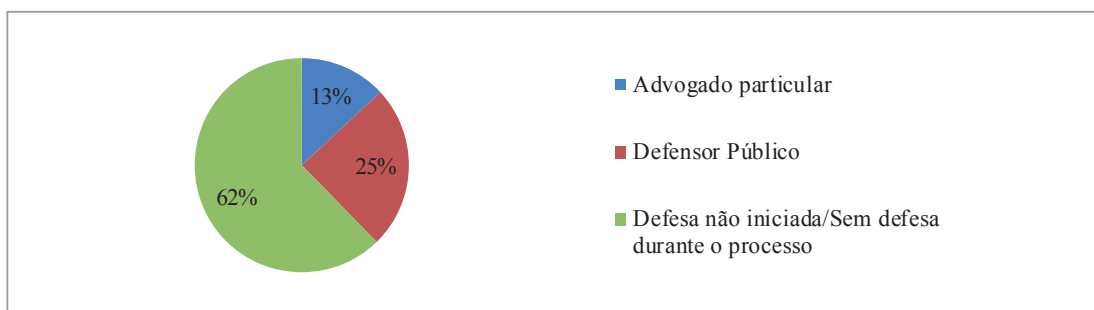 13%
25%
62%
Advogado particular
Defensor Público
Defesa não iniciada/Sem defesa
durante o processo